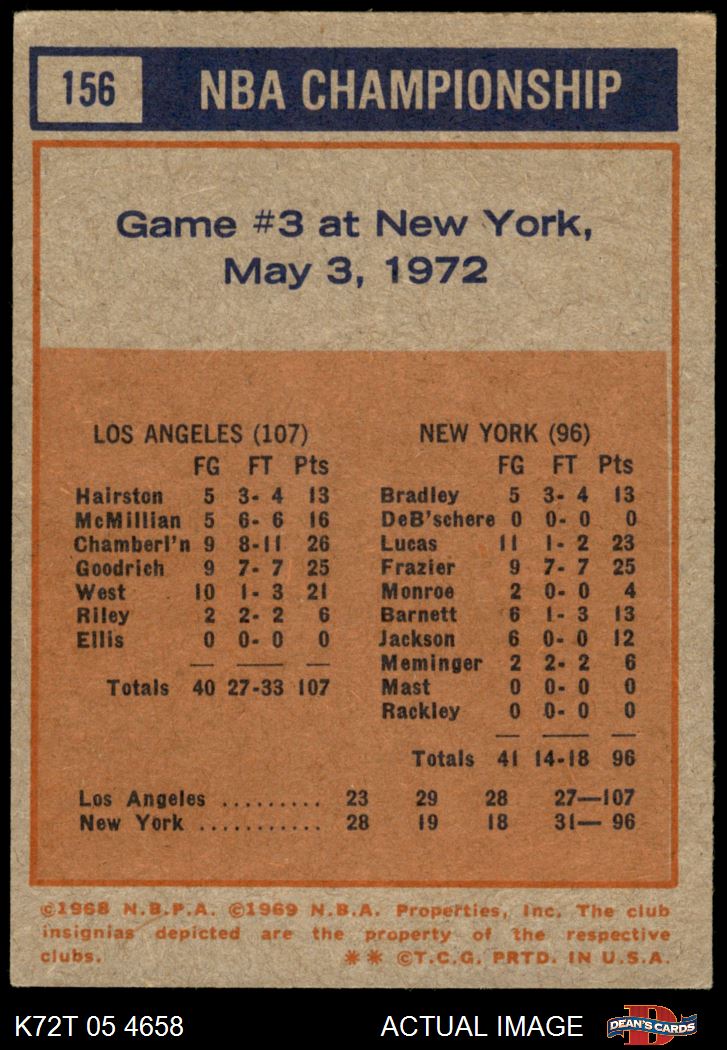 156 NBA CHAMPIONSHIP
Game #3 at New York,
May 3, 1972
LOS ANGELES (107)
FG FT Pts
Hairston 5 3- 4 13
McMillian 5 6- 6 16
Chamberl'n 9 8-11 26
Goodrich 9 7- 7 25
West 10 1- 3 21
Riley 2 2- 2 6
Ellis 0 0- 0 0
Totals 40 27-33 107
NEW YORK (96)
FG FT Pts
Bradley 5 3- 4 13
DeB'schere 0 0- 0 0
Lucas 11 1- 2 23
Frazier 9 7- 7 25
Monroe 2 0- 0 4
Barnett 6 1- 3 13
Jackson 6 0- 0 12
Meminger 2 2- 2 6
Mast 0 0- 0 0
Rackley 0 0- 0 0
Totals 41 14-18 96
Los Angeles ......... 23 29 28 27—107
New York ........... 28 19 18 31— 96
©1968 N.B.P.A. ©1969 N.B.A. Properties, Inc. The club
insignias depicted are the property of the respective
clubs. ** ©T.C.G. PRTD. IN U.S.A.
K72T 05 4658 ACTUAL IMAGE DEAN'S CARDS